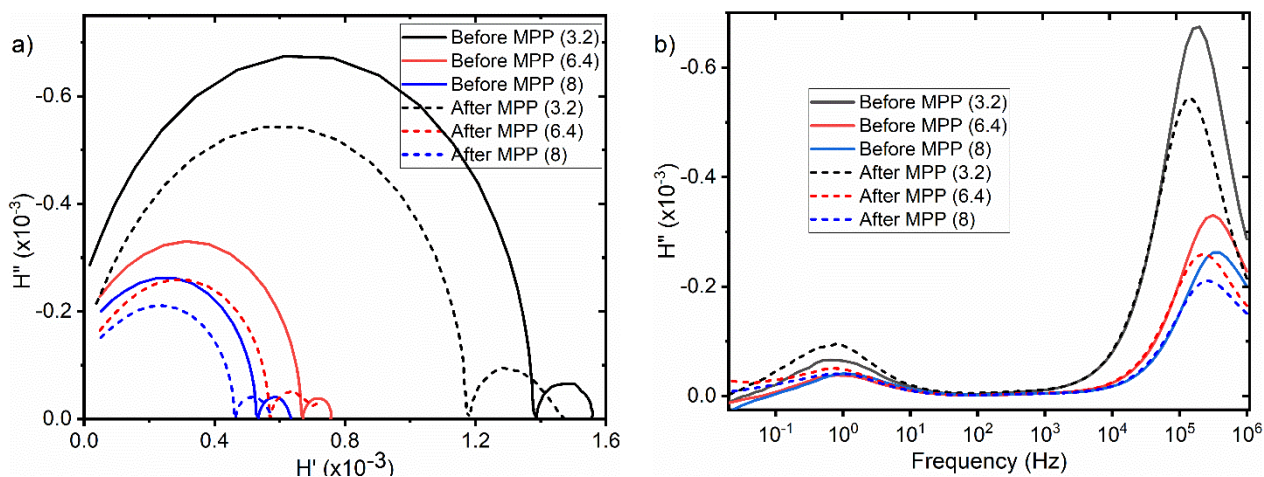 a)
-0.6
-0.4
-0.2
0.0
H'' (x10-3)
0.0
0.4
0.8
1.2
1.6
H' (x10-3)
Before MPP (3.2)
Before MPP (6.4)
Before MPP (8)
After MPP (3.2)
After MPP (6.4)
After MPP (8)
b)
-0.6
-0.4
-0.2
0.0
H'' (x10-3)
10-1
100
101
102
103
104
105
106
Frequency (Hz)
Before MPP (3.2)
Before MPP (6.4)
Before MPP (8)
After MPP (3.2)
After MPP (6.4)
After MPP (8)